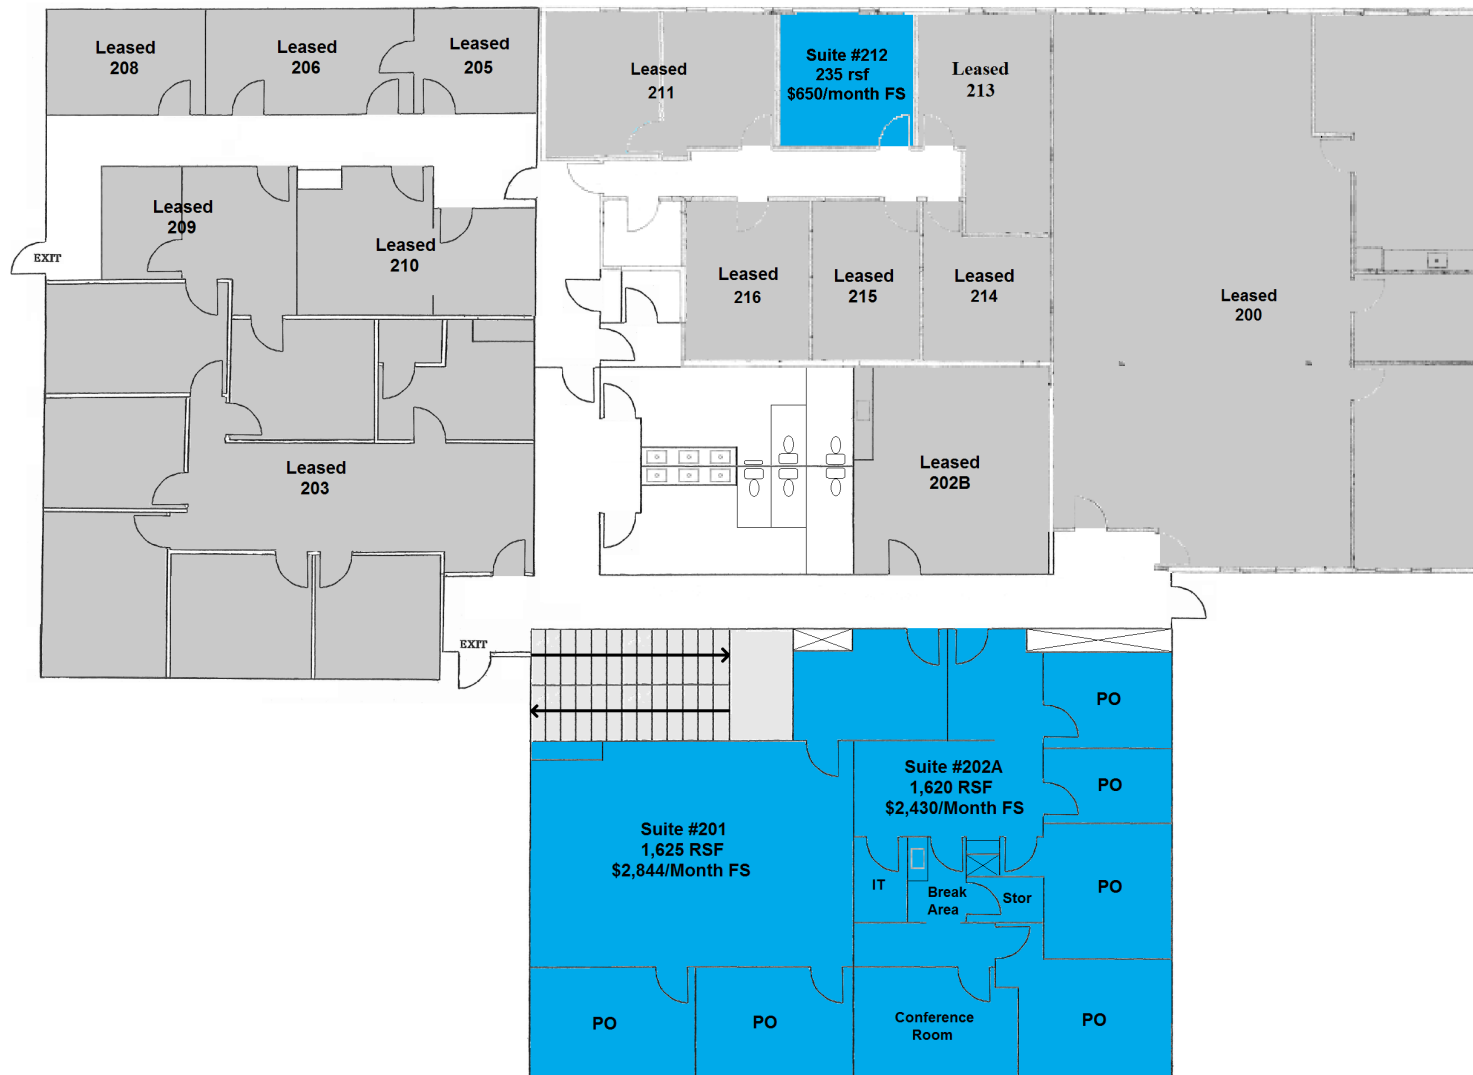 Leased
208
Leased
206
Leased
205
Leased
211
Suite #212
235 rsf
$650/month FS
Leased
213
Leased
209
Leased
210
EXIT
Leased
216
Leased
215
Leased
214
Leased
200
Leased
203
Leased
202B
EXIT
PO
Suite #202A
1,620 RSF
$2,430/Month FS
PO
Suite #201
1,625 RSF
$2,844/Month FS
IT
Break
Area
Stor
PO
PO
PO
Conference
Room
PO